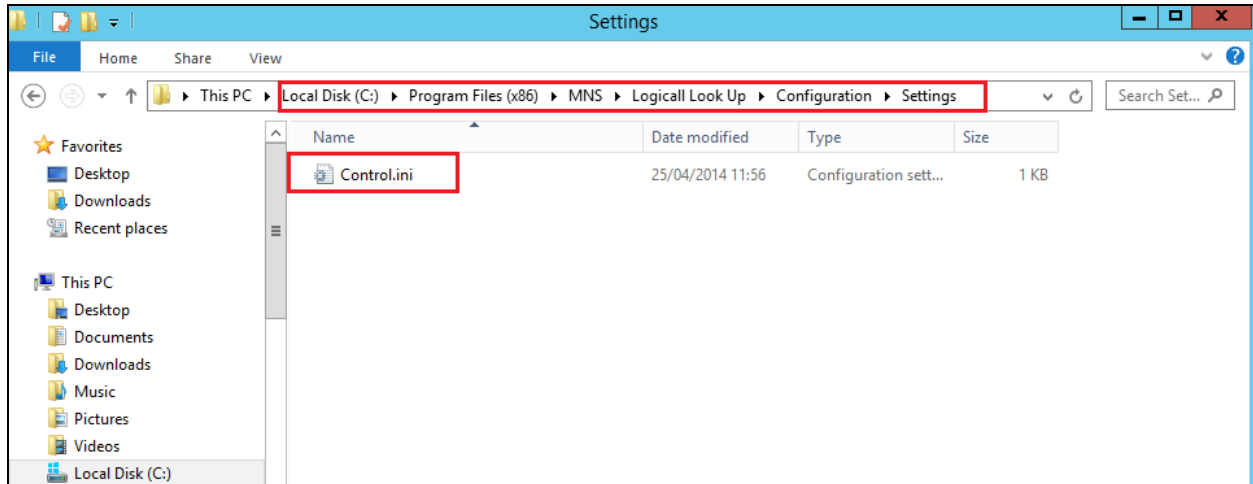 Settings
File Home Share View
This PC Local Disk (C:) Program Files (x86) MNS Logicall Look Up Configuration Settings Search Set...
Name Date modified Type Size
Control.ini 25/04/2014 11:56 Configuration sett... 1 KB
Favorites
Desktop
Downloads
Recent places
This PC
Desktop
Documents
Downloads
Music
Pictures
Videos
Local Disk (C:)